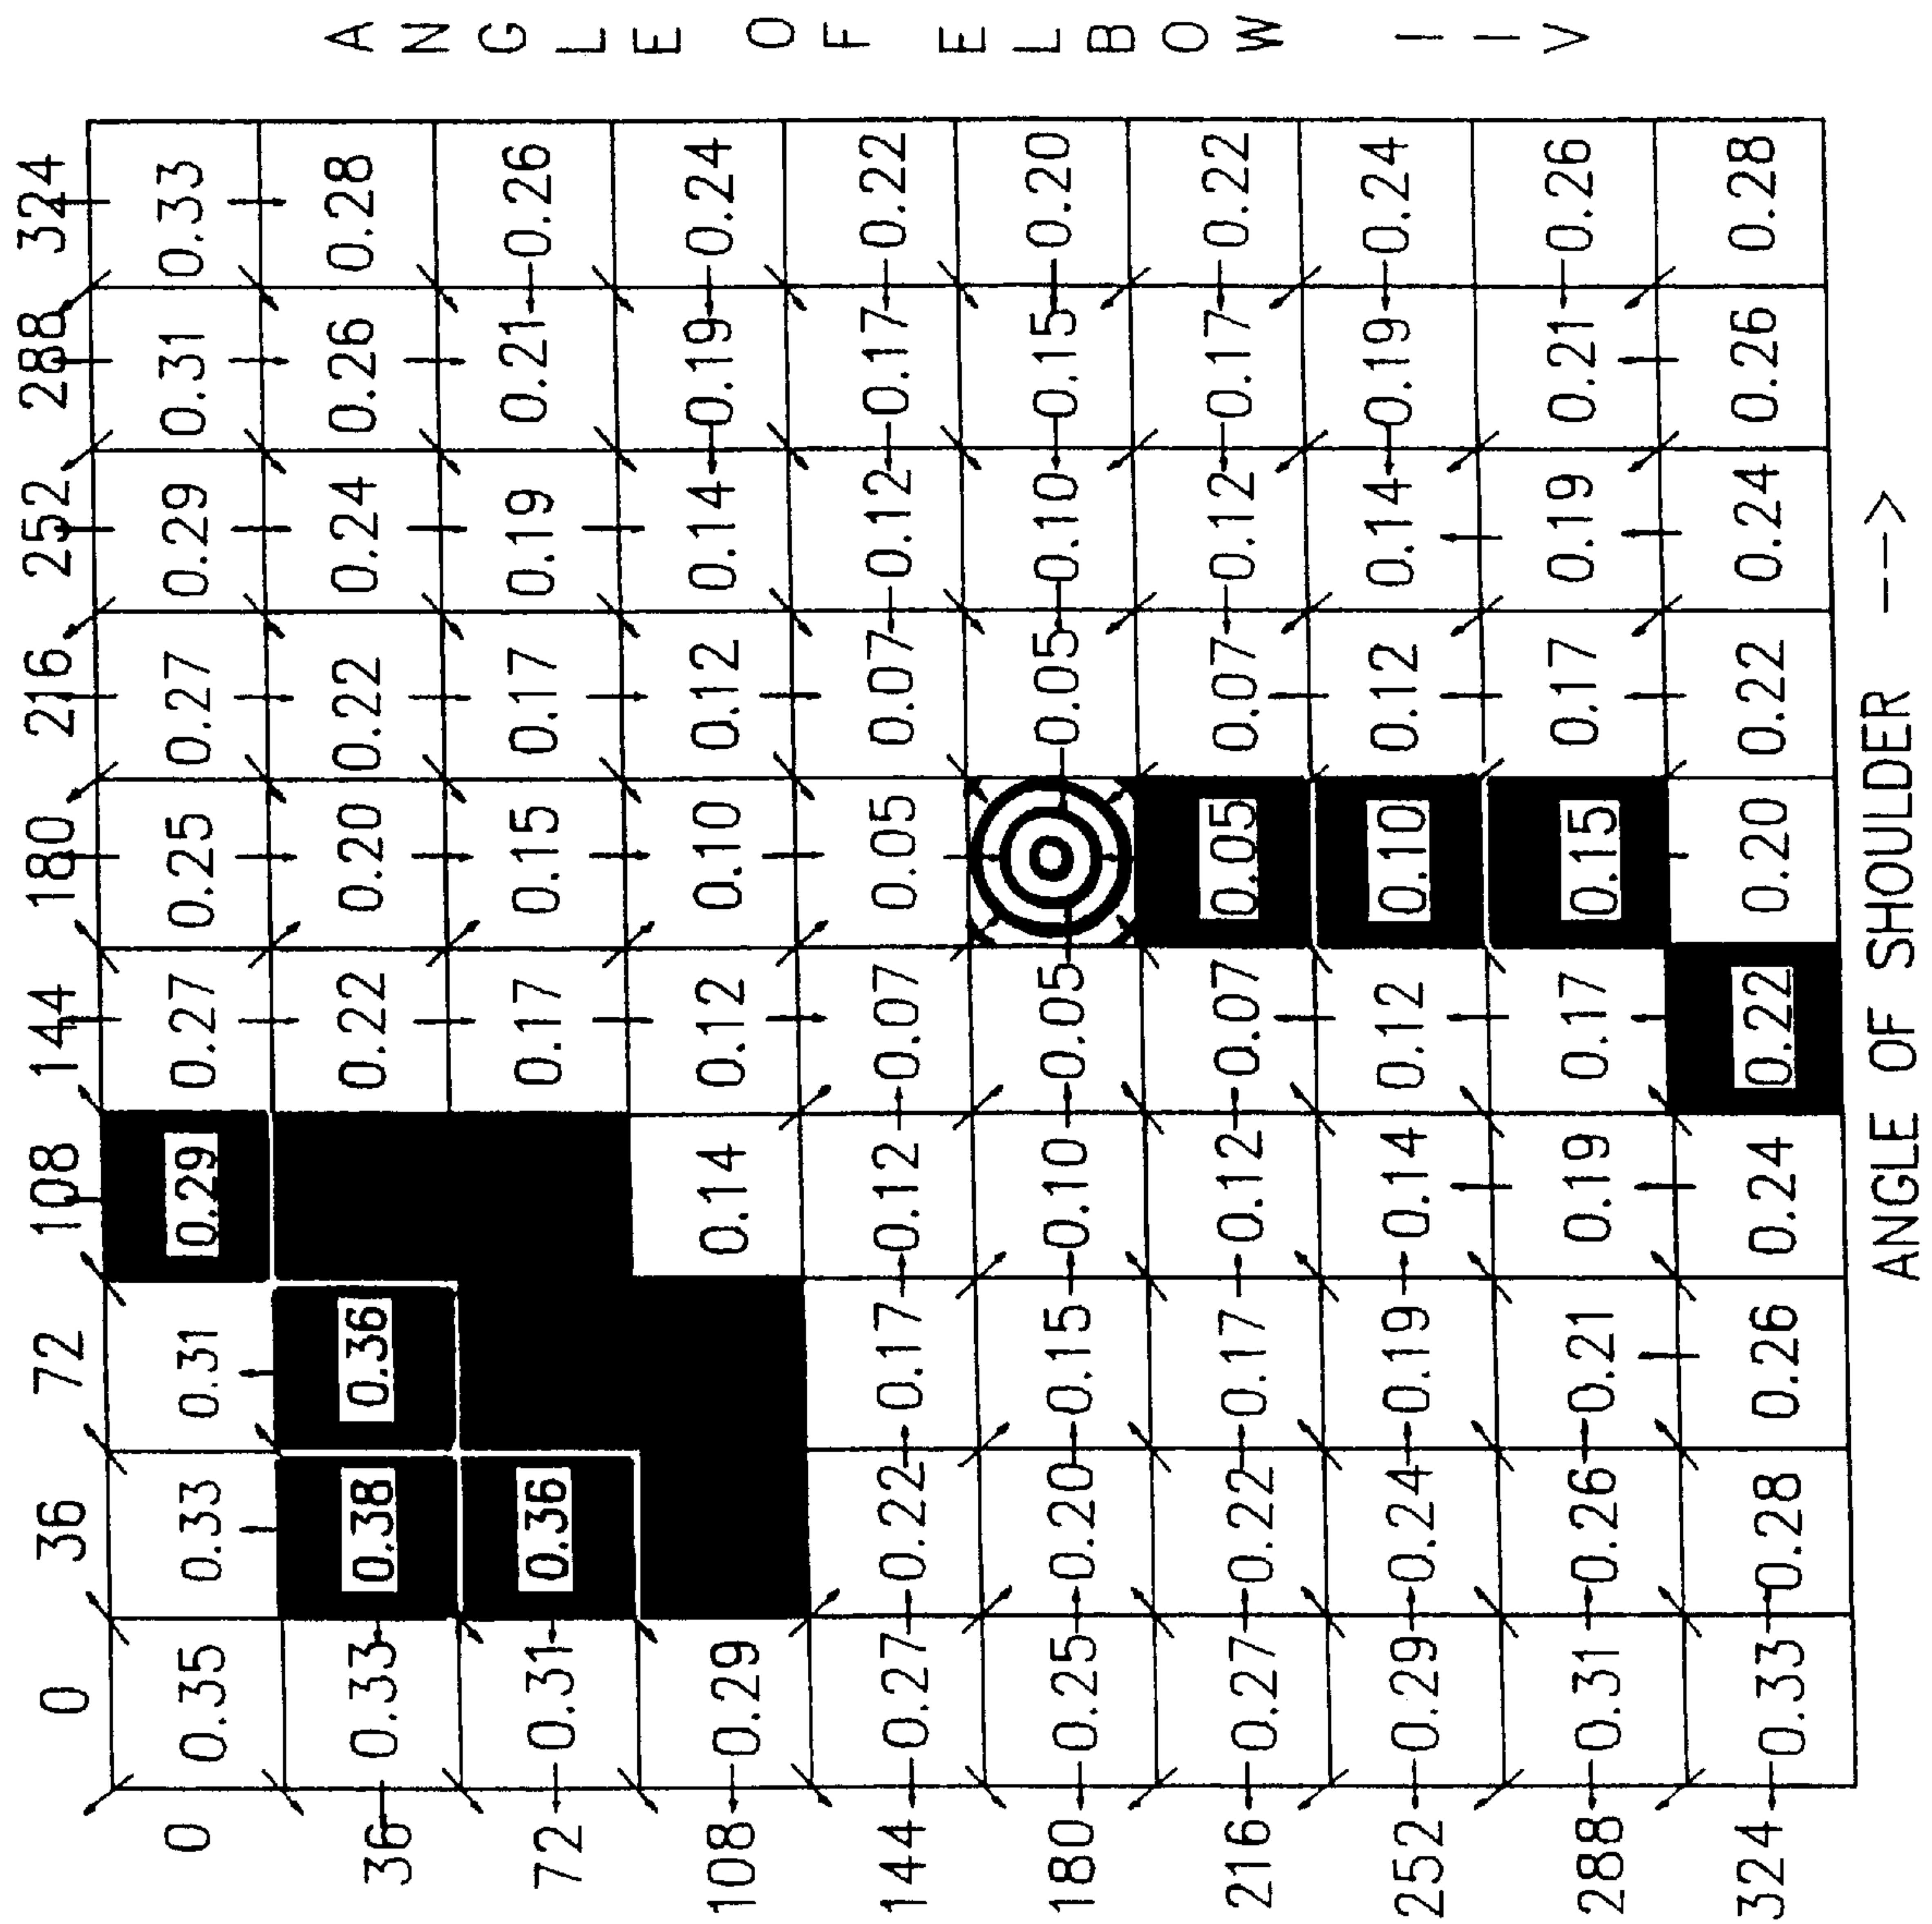 0 36 72 108 144 180 216 252 288 324
0 0.35 0.33 0.31 0.29 0.27 0.25 0.27 0.29 0.31 0.33
36 0.33 0.38 0.36 0.22 0.20 0.22 0.24 0.26 0.28
72 0.31 0.36 0.17 0.15 0.17 0.19 0.21 0.26
108 0.29 0.14 0.12 0.10 0.12 0.14 0.19 0.24
144 0.27 0.22 0.17 0.12 0.07 0.05 0.07 0.12 0.17 0.22
180 0.25 0.20 0.15 0.10 0.05 0.05 0.10 0.15 0.20
216 0.27 0.22 0.17 0.12 0.07 0.05 0.07 0.12 0.17 0.22
252 0.29 0.24 0.19 0.14 0.12 0.10 0.12 0.14 0.19 0.24
288 0.31 0.26 0.21 0.19 0.17 0.15 0.17 0.19 0.21 0.26
324 0.33 0.28 0.26 0.24 0.22 0.20 0.22 0.24 0.26 0.28
ANGLE OF SHOULDER -->
ANGLE OF ELBOW | | V